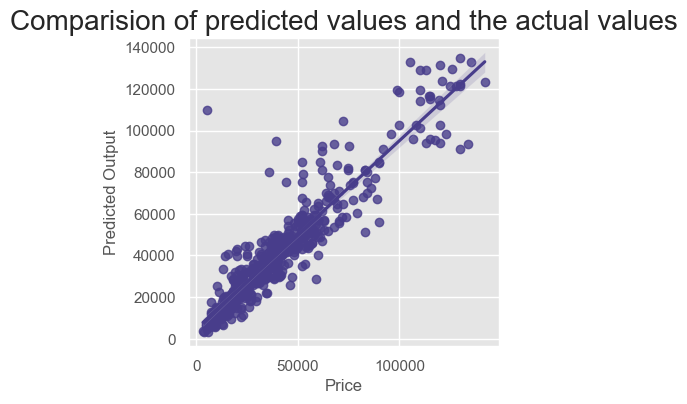 Comparision of predicted values and the actual values
140000
120000
100000
80000
60000
40000
20000
0
Predicted Output
0 50000 100000
Price